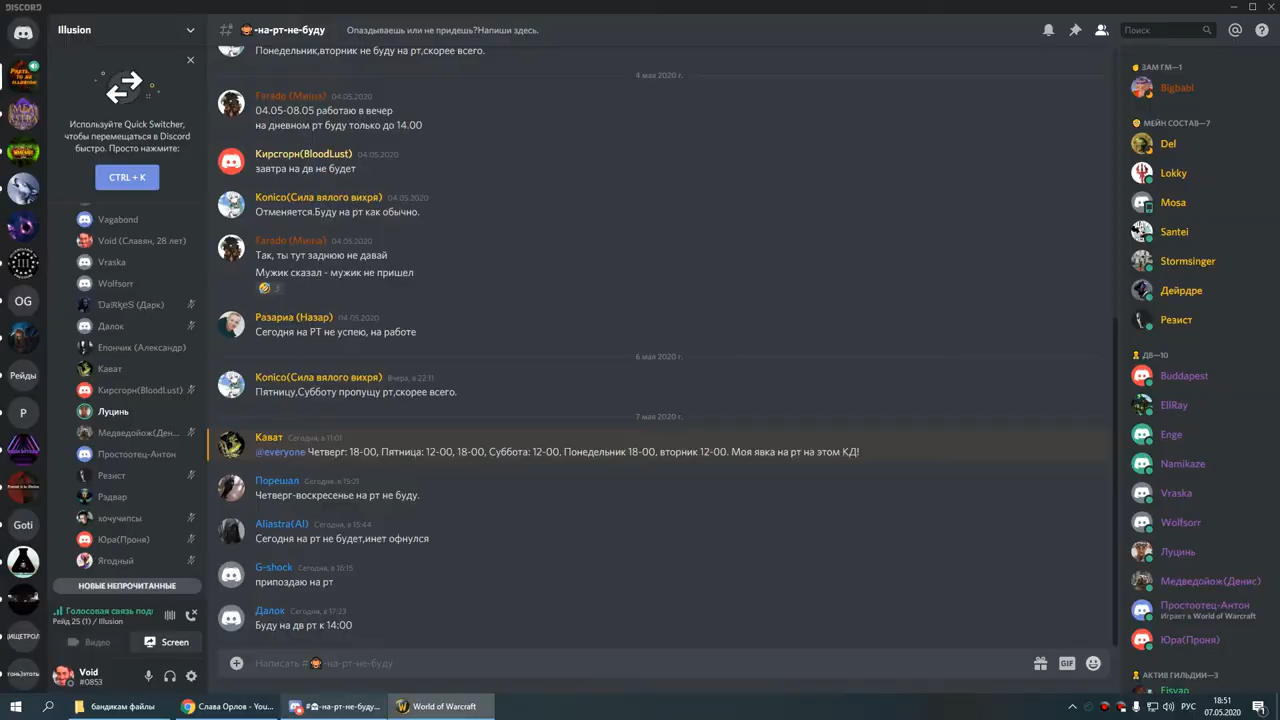 DISCORD
Illusion
-на-рт-не-буду
Опаздываешь или не придешь?Напиши здесь.
Поиск
Используйте Quick Switcher,
чтобы перемещаться в Discord
быстро. Просто нажмите:
CTRL + K
Vagabond
Void (Славян, 28 лет)
Vraska
Wolfsorr
Далок
Епончик (Александр)
Кават
Кирсгорн(BloodLust)
Луцинь
Медведойож(Ден...
Простоотец-Антон
Резист
Рэдвар
хочучипсы
Юра(Проня)
Ягодный
НОВЫЕ НЕПРОЧИТАННЫЕ
Голосовая связь под
Рейд 25 (1) / Illusion
Видео
Screen
Void
#0853
OG
Рейды
P
Goti
ИЩЕТРОЛ
Понедельник,вторник не буду на рт,скорее всего.
4 мая 2020 г.
Farado (Миша) 04.05.2020
04.05-08.05 работаю в вечер
на дневном рт буду только до 14.00
Кирсгорн(BloodLust) 04.05.2020
завтра на дв не будет
Konico(Сила вялого вихря) 04.05.2020
Отменяется.Буду на рт как обычно.
Farado (Миша) 04.05.2020
Так, ты тут заднюю не давай
Мужик сказал - мужик не пришел
3
Разариа (Назар) 04.05.2020
Сегодня на РТ не успею, на работе
6 мая 2020 г.
Konico(Сила вялого вихря) Вчера, в 22:11
Пятницу,Субботу пропущу рт,скорее всего.
7 мая 2020 г.
Кават Сегодня, в 11:01
@everyone Четверг: 18-00, Пятница: 12-00, 18-00, Суббота: 12-00, Понедельник 18-00, вторник 12-00. Моя явка на рт на этом КД!
Порешал Сегодня, в 15:21
Четверг-воскресенье на рт не буду.
Aliastra(Al) Сегодня, в 15:44
Сегодня на рт не будет,инет офнулся
G-shock Сегодня, в 16:15
припоздаю на рт
Далок Сегодня, в 17:23
Буду на дв рт к 14:00
Написать #-на-рт-не-буду
GIF
ЗАМ ГМ—1
Bigbabl
МЕЙН СОСТАВ—7
Del
Lokky
Mosa
Santei
Stormsinger
Дейрдре
Резист
ДВ—10
Buddapest
EllRay
Enge
Namikaze
Vraska
Wolfsorr
Луцинь
Медведойож(Денис)
Простоотец-Антон
Играет в World of Warcraft
Юра(Проня)
АКТИВ ГИЛЬДИИ—3
Fisvao
бандикам файлы
Слава Орлов - You...
-на-рт-не-буду...
World of Warcraft
РУС
18:51
07.05.2020